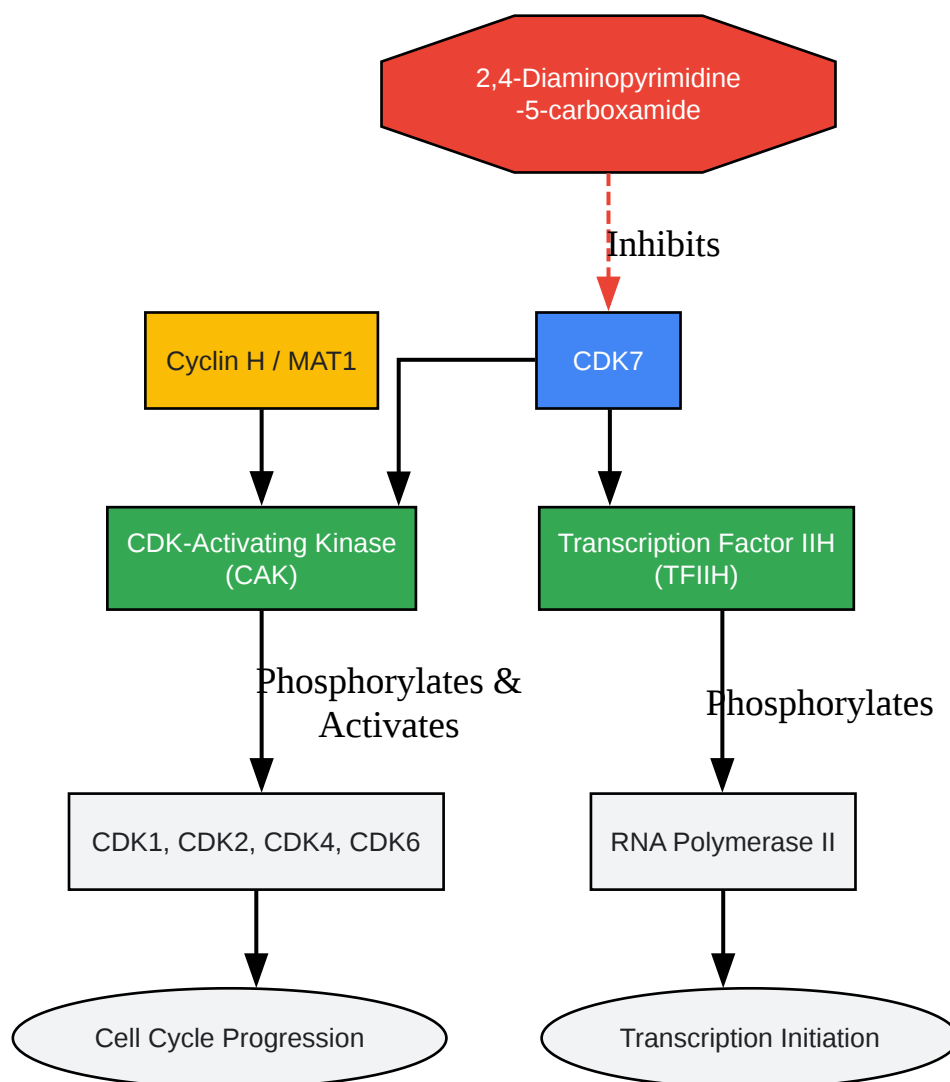 2,4-Diaminopyrimidine
-5-carboxamide
Inhibits
Cyclin H / MAT1
CDK7
CDK-Activating Kinase
(CAK)
Transcription Factor IIH
(TFIIH)
Phosphorylates &
Activates
Phosphorylates
CDK1, CDK2, CDK4, CDK6
RNA Polymerase II
Cell Cycle Progression
Transcription Initiation